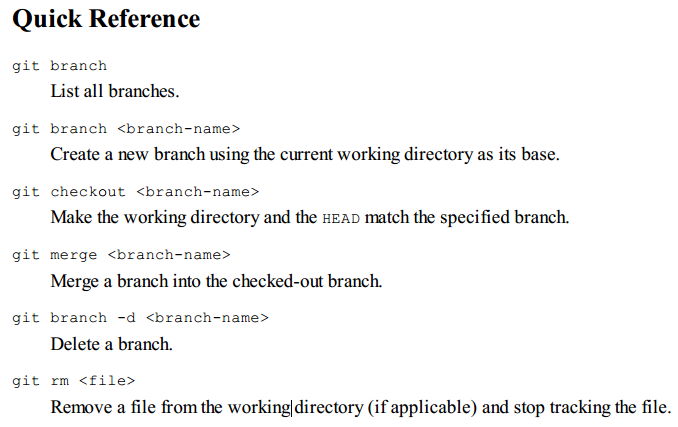 Quick Reference
git branch
List all branches.
git branch <branch-name>
Create a new branch using the current working directory as its base.
git checkout <branch-name>
Make the working directory and the HEAD match the specified branch.
git merge <branch-name>
Merge a branch into the checked-out branch.
git branch -d <branch-name>
Delete a branch.
git rm <file>
Remove a file from the working directory (if applicable) and stop tracking the file.